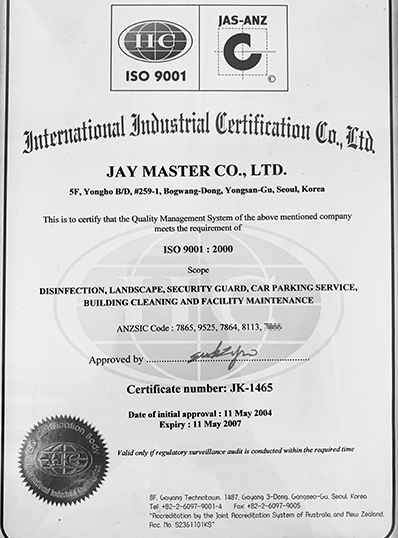 IIC
ISO 9001
JAS-ANZ
C
©
International Industrial Certification Co., Ltd.
JAY MASTER CO., LTD.
5F, Yongho B/D, #259-1, Bogwang-Dong, Yongsan-Gu, Seoul, Korea
This is to certify that the Quality Management System of the above mentioned company
meets the requirement of
ISO 9001 : 2000
Scope
DISINFECTION, LANDSCAPE, SECURITY GUARD, CAR PARKING SERVICE,
BUILDING CLEANING AND FACILITY MAINTENANCE
ANZSIC Code : 7865, 9525, 7864, 8113,
Approved by
Certificate number: JK-1465
Date of initial approval : 11 May 2004
Expiry : 11 May 2007
Valid only if regulatory surveillance audit is conducted within the required time
IIC
8F, Gayang Technotown, 1487, Gayang 3-Dong, Gangseo-Gu, Seoul, Korea
Tel +82-2-6097-9001~4 Fax +82-2-6097-9005
"Accreditation by the Joint Accreditation System of Australia and New Zealand,
Acc. No. S2361101KS"